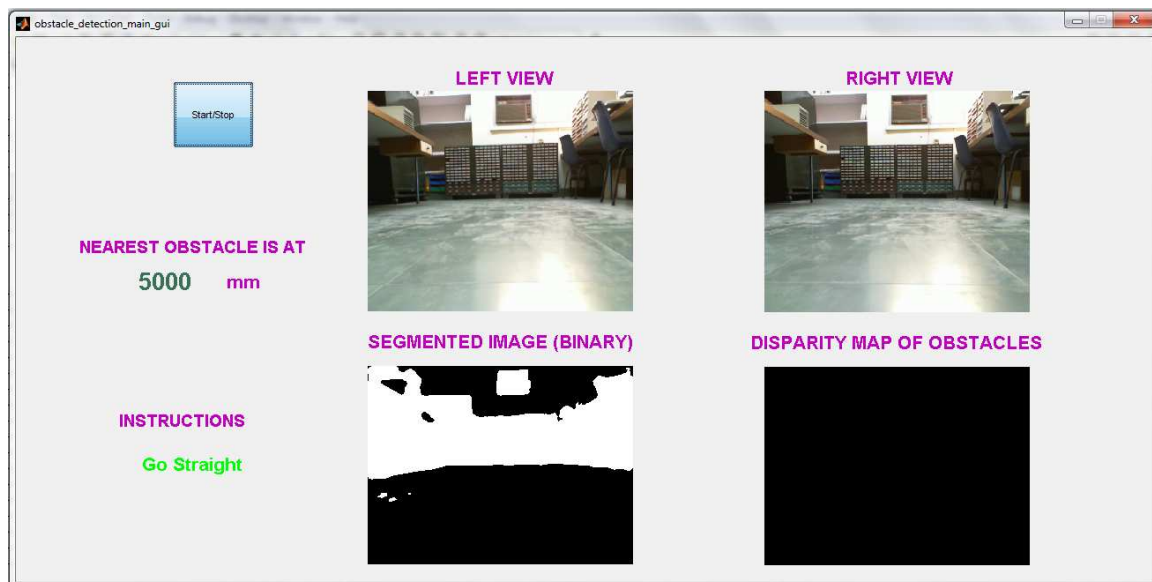 obstacle_detection_main_gui
LEFT VIEW
RIGHT VIEW
Start/Stop
NEAREST OBSTACLE IS AT
5000 mm
SEGMENTED IMAGE (BINARY)
DISPARITY MAP OF OBSTACLES
INSTRUCTIONS
Go Straight